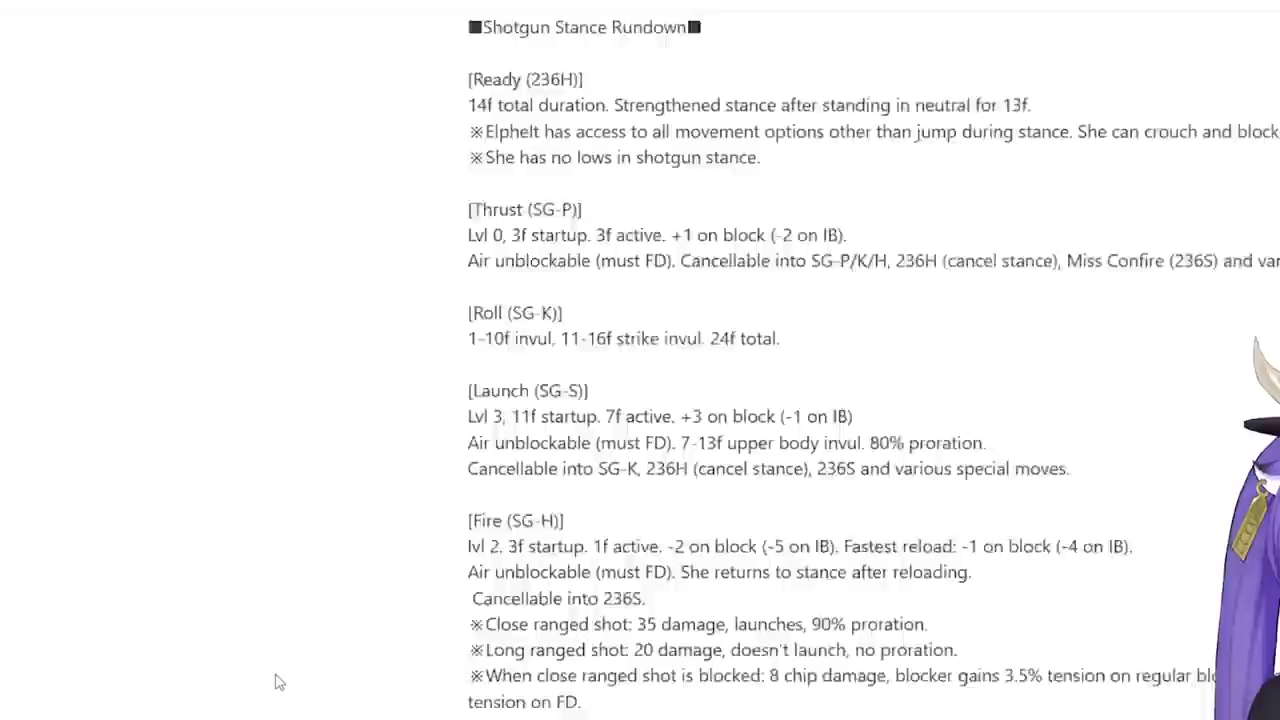 ■Shotgun Stance Rundown■
[Ready (236H)]
14f total duration. Strengthened stance after standing in neutral for 13f.
※Elphelt has access to all movement options other than jump during stance. She can crouch and block
※She has no lows in shotgun stance.
[Thrust (SG-P)]
Lvl 0, 3f startup. 3f active. +1 on block (-2 on IB).
Air unblockable (must FD). Cancellable into SG-P/K/H, 236H (cancel stance), Miss Confire (236S) and
[Roll (SG-K)]
1-10f invul, 11-16f strike invul. 24f total.
[Launch (SG-S)]
Lvl 3, 11f startup. 7f active. +3 on block (-1 on IB)
Air unblockable (must FD). 7-13f upper body invul. 80% proration.
Cancellable into SG-K, 236H (cancel stance), 236S and various special moves.
[Fire (SG-H)]
lvl 2, 3f startup. 1f active. -2 on block (-5 on IB). Fastest reload: -1 on block (-4 on IB).
Air unblockable (must FD). She returns to stance after reloading.
Cancellable into 236S.
※Close ranged shot: 35 damage, launches, 90% proration.
※Long ranged shot: 20 damage, doesn't launch, no proration.
※When close ranged shot is blocked: 8 chip damage, blocker gains 3.5% tension on regular
tension on FD.